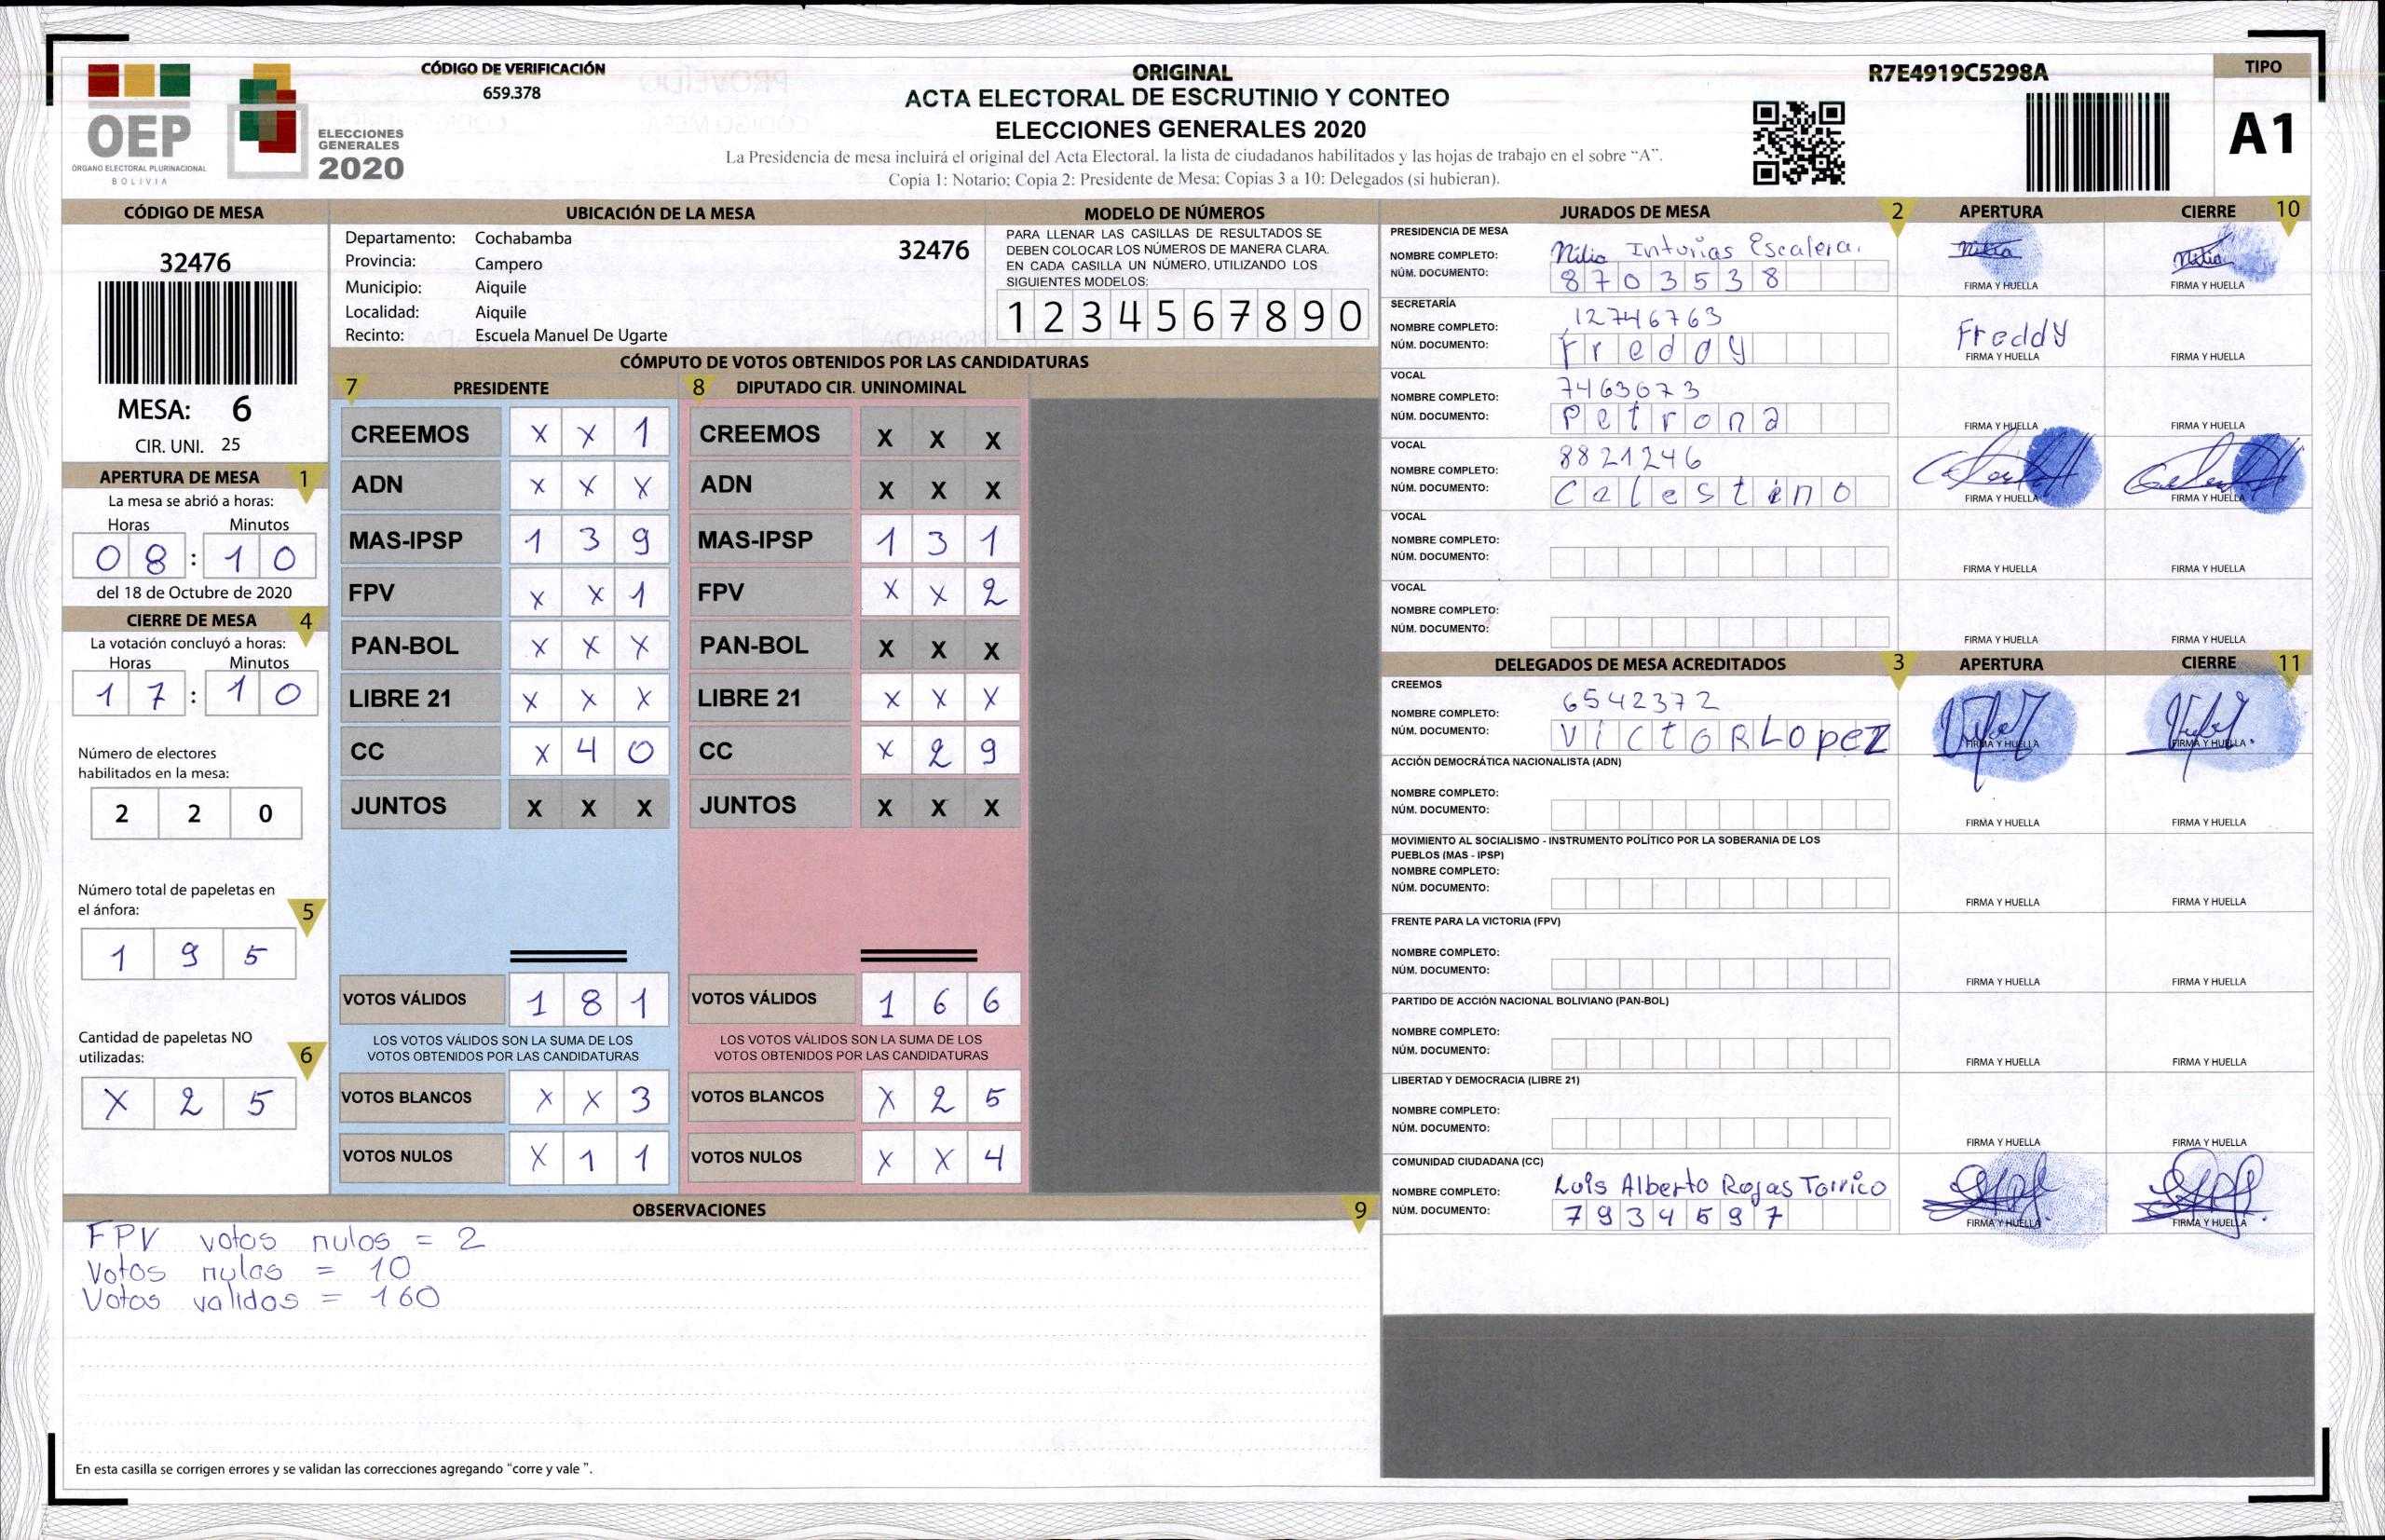 OEP
ÓRGANO ELECTORAL PLURINACIONAL
BOLIVIA
ELECCIONES
GENERALES
2020
CÓDIGO DE VERIFICACIÓN
659.378
ORIGINAL
ACTA ELECTORAL DE ESCRUTINIO Y CONTEO
ELECCIONES GENERALES 2020
La Presidencia de mesa incluirá el original del Acta Electoral, la lista de ciudadanos habilitados y las hojas de trabajo en el sobre “A”.
Copia 1: Notario; Copia 2: Presidente de Mesa; Copias 3 a 10: Delegados (si hubieran).
R7E4919C5298A
TIPO
A1
CÓDIGO DE MESA
32476
MESA: 6
CIR. UNI. 25
APERTURA DE MESA 1
La mesa se abrió a horas:
Horas Minutos
0 8 : 1 0
del 18 de Octubre de 2020
CIERRE DE MESA 4
La votación concluyó a horas:
Horas Minutos
1 7 : 1 0
Número de electores
habilitados en la mesa:
2 2 0
Número total de papeletas en
el ánfora: 5
1 9 5
Cantidad de papeletas NO
utilizadas: 6
X 2 5
UBICACIÓN DE LA MESA
Departamento: Cochabamba
32476
Provincia: Campero
Municipio: Aiquile
Localidad: Aiquile
Recinto: Escuela Manuel De Ugarte
MODELO DE NÚMEROS
PARA LLENAR LAS CASILLAS DE RESULTADOS SE
DEBEN COLOCAR LOS NÚMEROS DE MANERA CLARA.
EN CADA CASILLA UN NÚMERO, UTILIZANDO LOS
SIGUIENTES MODELOS:
1 2 3 4 5 6 7 8 9 0
CÓMPUTO DE VOTOS OBTENIDOS POR LAS CANDIDATURAS
7 PRESIDENTE
CREEMOS X X 1
ADN X X X
MAS-IPSP 1 3 9
FPV X X 1
PAN-BOL X X X
LIBRE 21 X X X
CC X 4 0
JUNTOS X X X
VOTOS VÁLIDOS 1 8 1
LOS VOTOS VÁLIDOS SON LA SUMA DE LOS
VOTOS OBTENIDOS POR LAS CANDIDATURAS
VOTOS BLANCOS X X 3
VOTOS NULOS X 1 1
8 DIPUTADO CIR. UNINOMINAL
CREEMOS X X X
ADN X X X
MAS-IPSP 1 3 1
FPV X X 2
PAN-BOL X X X
LIBRE 21 X X X
CC X 2 9
JUNTOS X X X
VOTOS VÁLIDOS 1 6 6
LOS VOTOS VÁLIDOS SON LA SUMA DE LOS
VOTOS OBTENIDOS POR LAS CANDIDATURAS
VOTOS BLANCOS X 2 5
VOTOS NULOS X X 4
OBSERVACIONES 9
FPV votos nulos = 2
Votos nulos = 10
Votos validos = 160
En esta casilla se corrigen errores y se validan las correcciones agregando “corre y vale ”.
JURADOS DE MESA 2 APERTURA CIERRE 10
PRESIDENCIA DE MESA
NOMBRE COMPLETO: Nilia Inturias Escalera.
NÚM. DOCUMENTO: 8703538
FIRMA Y HUELLA FIRMA Y HUELLA
SECRETARÍA
12746763
NOMBRE COMPLETO:
NÚM. DOCUMENTO: Freddy
Freddy
FIRMA Y HUELLA FIRMA Y HUELLA
VOCAL
7463673
NOMBRE COMPLETO:
NÚM. DOCUMENTO: Petrona
FIRMA Y HUELLA FIRMA Y HUELLA
VOCAL
8821246
NOMBRE COMPLETO:
NÚM. DOCUMENTO: Celestino
FIRMA Y HUELLA FIRMA Y HUELLA
VOCAL
NOMBRE COMPLETO:
NÚM. DOCUMENTO:
FIRMA Y HUELLA FIRMA Y HUELLA
VOCAL
NOMBRE COMPLETO:
NÚM. DOCUMENTO:
FIRMA Y HUELLA FIRMA Y HUELLA
DELEGADOS DE MESA ACREDITADOS 3 APERTURA CIERRE 11
CREEMOS
6542372
NOMBRE COMPLETO:
NÚM. DOCUMENTO: VictoRLopez
FIRMA Y HUELLA FIRMA Y HUELLA
ACCIÓN DEMOCRÁTICA NACIONALISTA (ADN)
NOMBRE COMPLETO:
NÚM. DOCUMENTO:
FIRMA Y HUELLA FIRMA Y HUELLA
MOVIMIENTO AL SOCIALISMO - INSTRUMENTO POLÍTICO POR LA SOBERANIA DE LOS
PUEBLOS (MAS - IPSP)
NOMBRE COMPLETO:
NÚM. DOCUMENTO:
FIRMA Y HUELLA FIRMA Y HUELLA
FRENTE PARA LA VICTORIA (FPV)
NOMBRE COMPLETO:
NÚM. DOCUMENTO:
FIRMA Y HUELLA FIRMA Y HUELLA
PARTIDO DE ACCIÓN NACIONAL BOLIVIANO (PAN-BOL)
NOMBRE COMPLETO:
NÚM. DOCUMENTO:
FIRMA Y HUELLA FIRMA Y HUELLA
LIBERTAD Y DEMOCRACIA (LIBRE 21)
NOMBRE COMPLETO:
NÚM. DOCUMENTO:
FIRMA Y HUELLA FIRMA Y HUELLA
COMUNIDAD CIUDADANA (CC)
NOMBRE COMPLETO: Luis Alberto Rojas Torrico
NÚM. DOCUMENTO: 7934597
FIRMA Y HUELLA FIRMA Y HUELLA